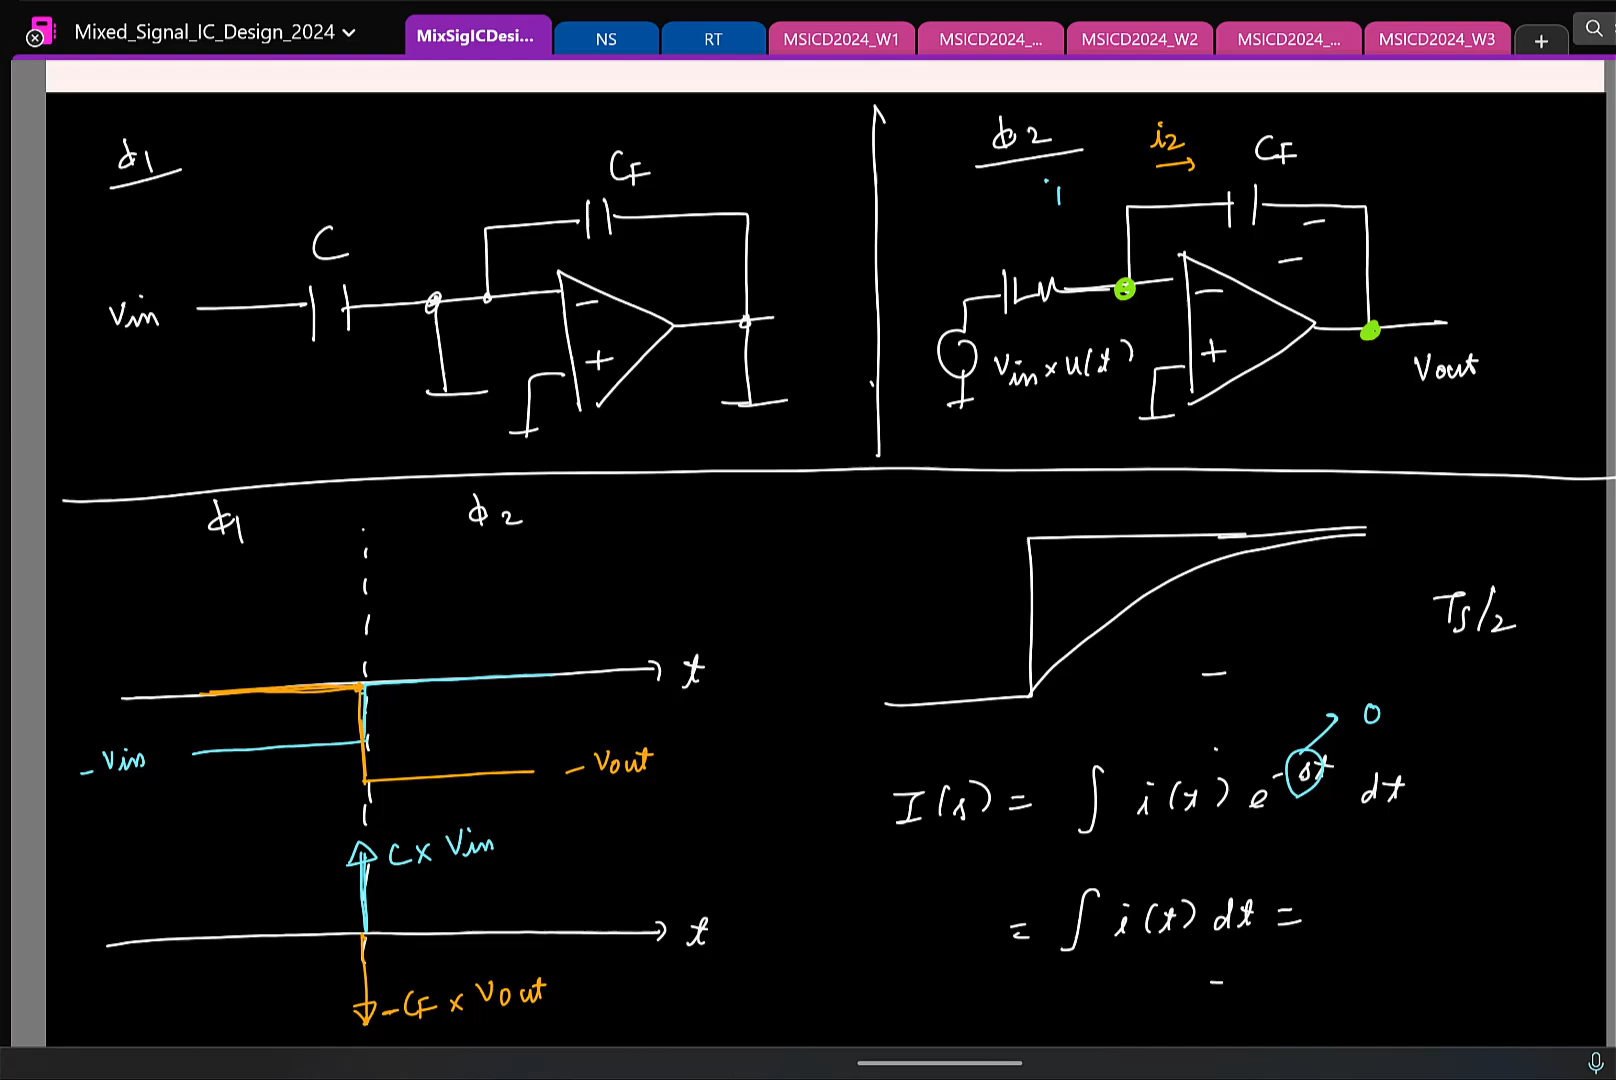 Mixed_Signal_IC_Design_2024
MixSigICDesi... NS RT MSICD2024_W1 MSICD2024_... MSICD2024_W2 MSICD2024_... MSICD2024_W3 +
ϕ1
CF
C
Vin
−
+
ϕ2
i2
CF
i
−
+
Vin × u(t)
Vout
ϕ1 ϕ2
t
- Vin
- Vout
C × Vin
t
- CF × Vout
Ts/2
I(s) = ∫ i(t) e^-st dt
0
= ∫ i(t) dt =